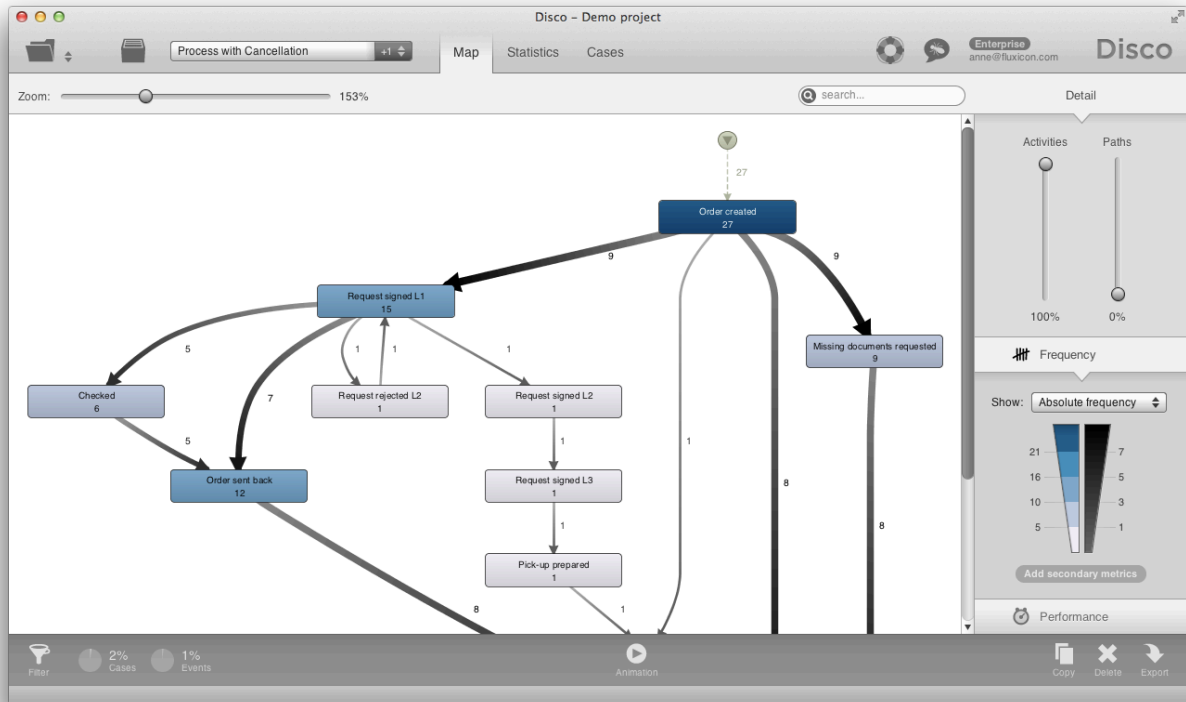 Disco – Demo project
Process with Cancellation
+1
Map
Statistics
Cases
Enterprise
anne@fluxicon.com
Disco
Zoom:
153%
search...
Detail
27
Order created
27
9
9
Request signed L1
15
5
7
1
1
1
Missing documents requested
9
Checked
6
Request rejected L2
1
Request signed L2
1
5
1
1
Order sent back
12
Request signed L3
1
8
1
8
Pick-up prepared
1
8
1
Activities
Paths
100%
0%
Frequency
Show:
Absolute frequency
21
7
16
5
10
3
5
1
Add secondary metrics
Performance
Filter
2%
Cases
1%
Events
Animation
Copy
Delete
Export